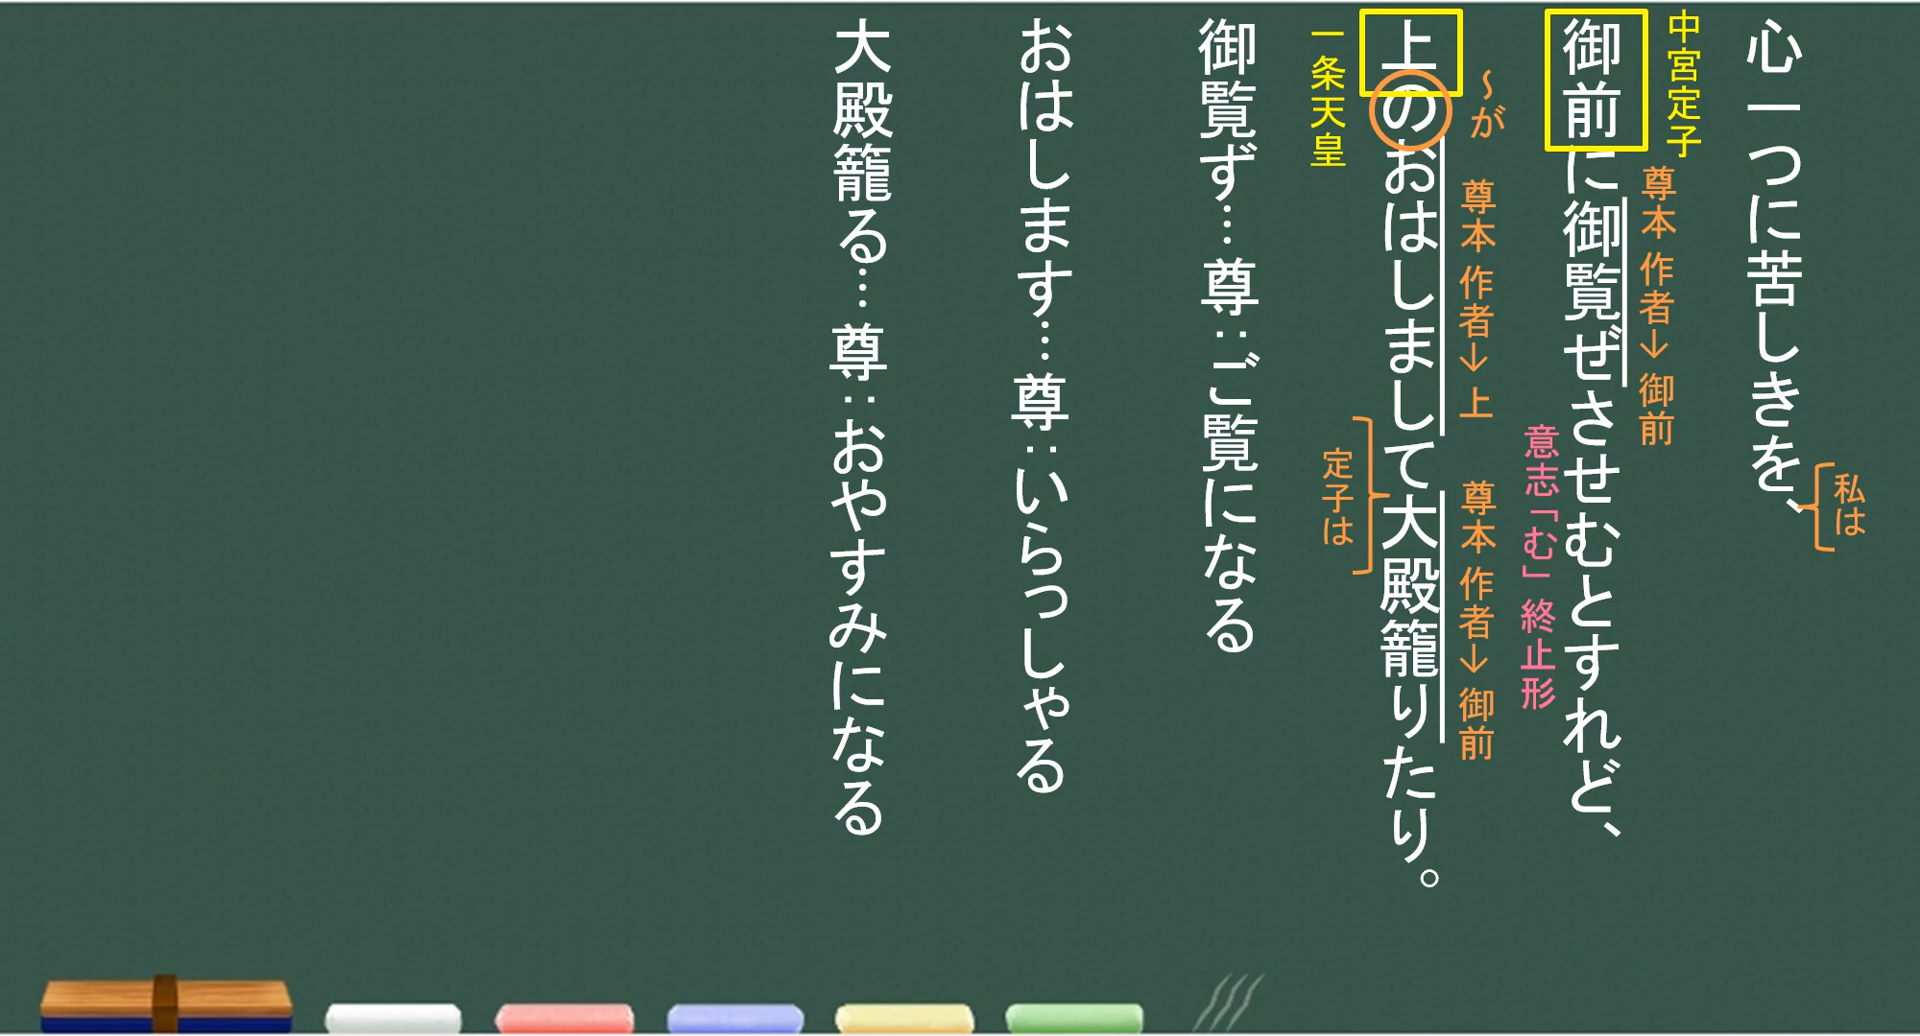 私は
心一つに苦しきを、
中宮定子
尊本 作者→御前
御前に御覧ぜさせむとすれど、
意志「む」終止形
～が
尊本 作者→上
尊本 作者→御前
上のおはしまして大殿籠りたり。
定子は
一条天皇
御覧ず…尊：ご覧になる
おはします…尊：いらっしゃる
大殿籠る…尊：おやすみになる